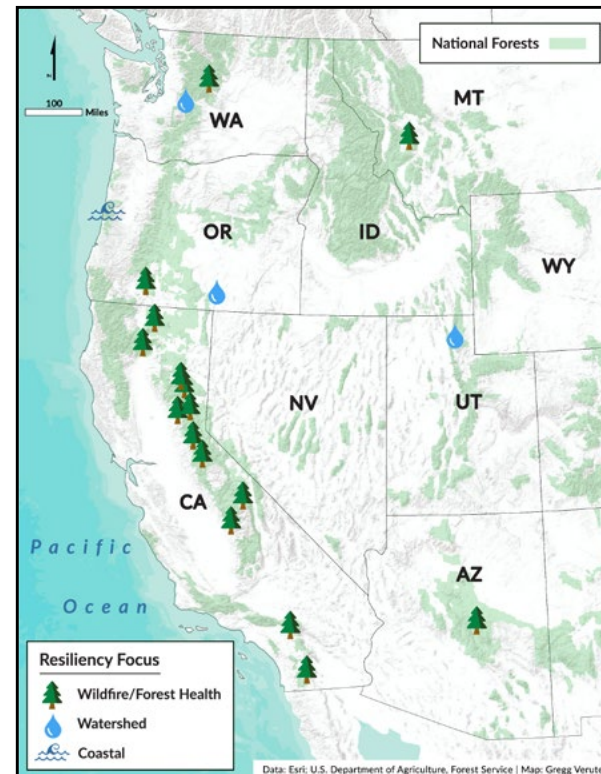 National Forests
100
Miles
WA
MT
OR
ID
WY
NV
UT
CA
AZ
Pacific
Ocean
Resiliency Focus
Wildfire/Forest Health
Watershed
Coastal
Data: Esri; U.S. Department of Agriculture, Forest Service | Map: Gregg Verute